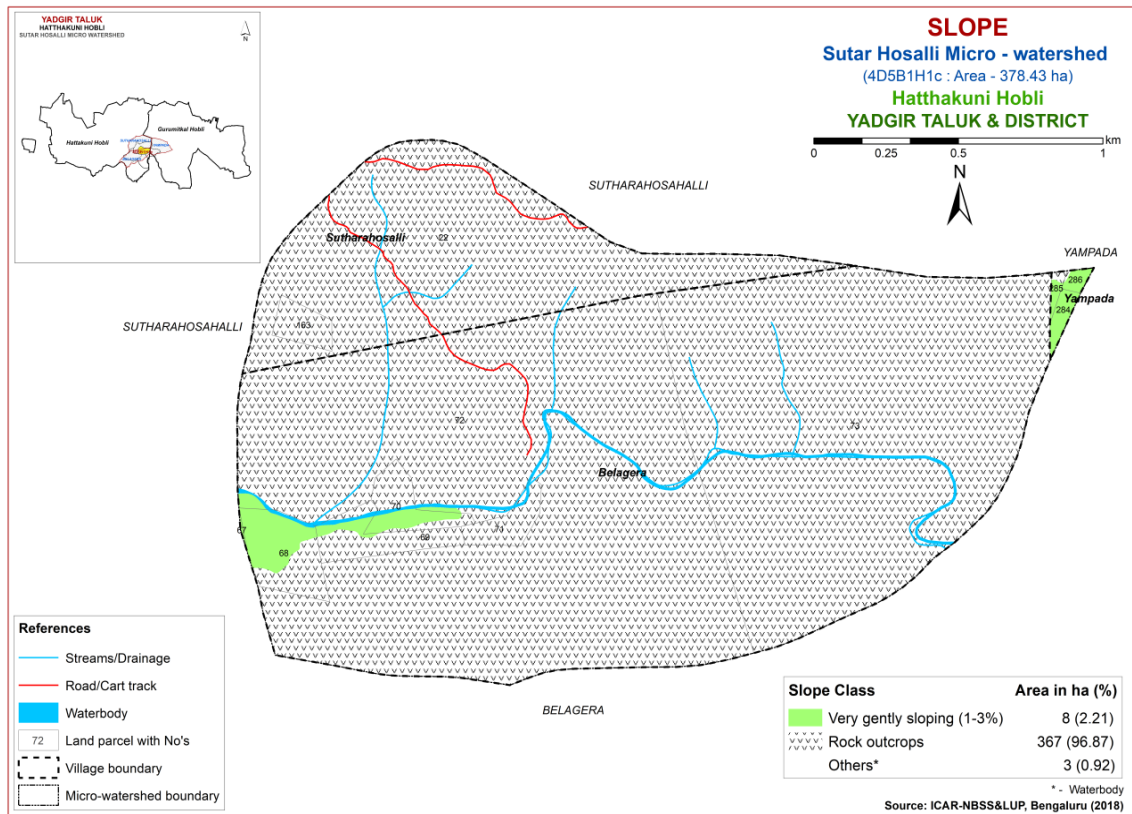 YADGIR TALUK
HATTHAKUNI HOBLI
SUTAR HOSALLI MICRO WATERSHED
N
Hattakuni Hobli
Gurumitkal Hobli
SLOPE
Sutar Hosalli Micro - watershed
(4D5B1H1c : Area - 378.43 ha)
Hatthakuni Hobli
YADGIR TALUK & DISTRICT
km
0 0.25 0.5 1
N
SUTHARAHOSAHALLI
Sutharahosalli
22
YAMPADA
286
285
Yampada
284
163
SUTHARAHOSAHALLI
72
73
Belagera
70
67
71
69
68
BELAGERA
References
Streams/Drainage
Road/Cart track
Waterbody
72 Land parcel with No's
Village boundary
Micro-watershed boundary
Slope Class Area in ha (%)
Very gently sloping (1-3%) 8 (2.21)
Rock outcrops 367 (96.87)
Others* 3 (0.92)
* - Waterbody
Source: ICAR-NBSS&LUP, Bengaluru (2018)